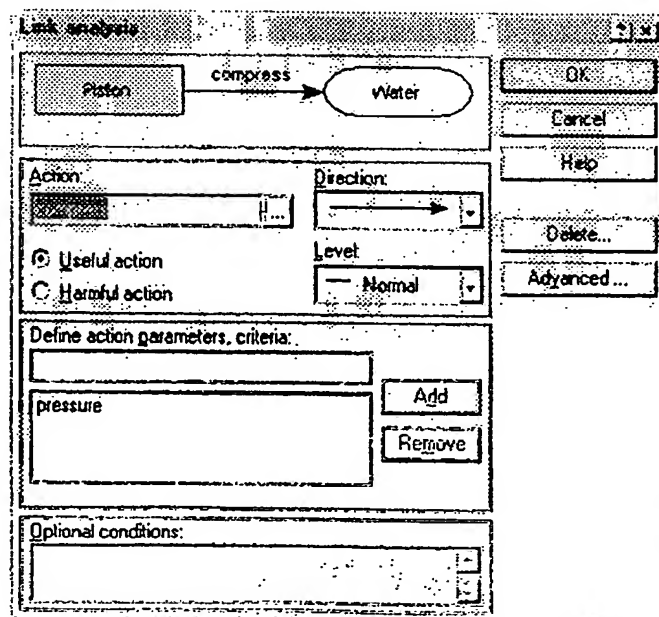 Link analysis
Piston
compress
Water
OK
Cancel
Help
Delete...
Advanced ...
Action:
...
Direction:
Useful action
Harmful action
Level:
Normal
Define action parameters, criteria:
pressure
Add
Remove
Optional conditions: